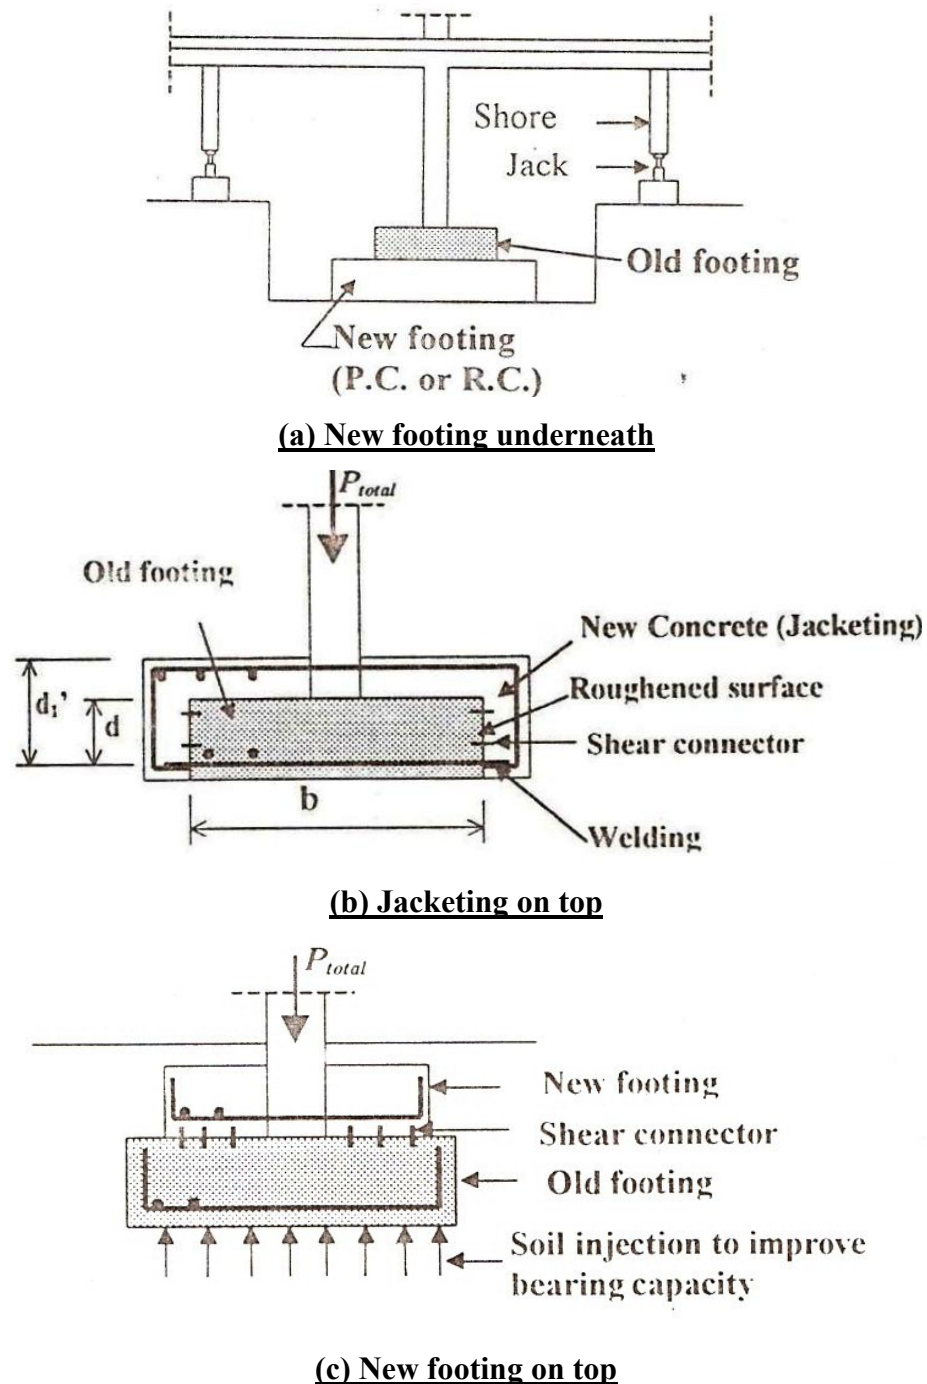 Shore
Jack
Old footing
New footing
(P.C. or R.C.)
(a) New footing underneath
P total
Old footing
New Concrete (Jacketing)
Roughened surface
d₁'
d
Shear connector
b
Welding
(b) Jacketing on top
P total
New footing
Shear connector
Old footing
Soil injection to improve
bearing capacity
(c) New footing on top